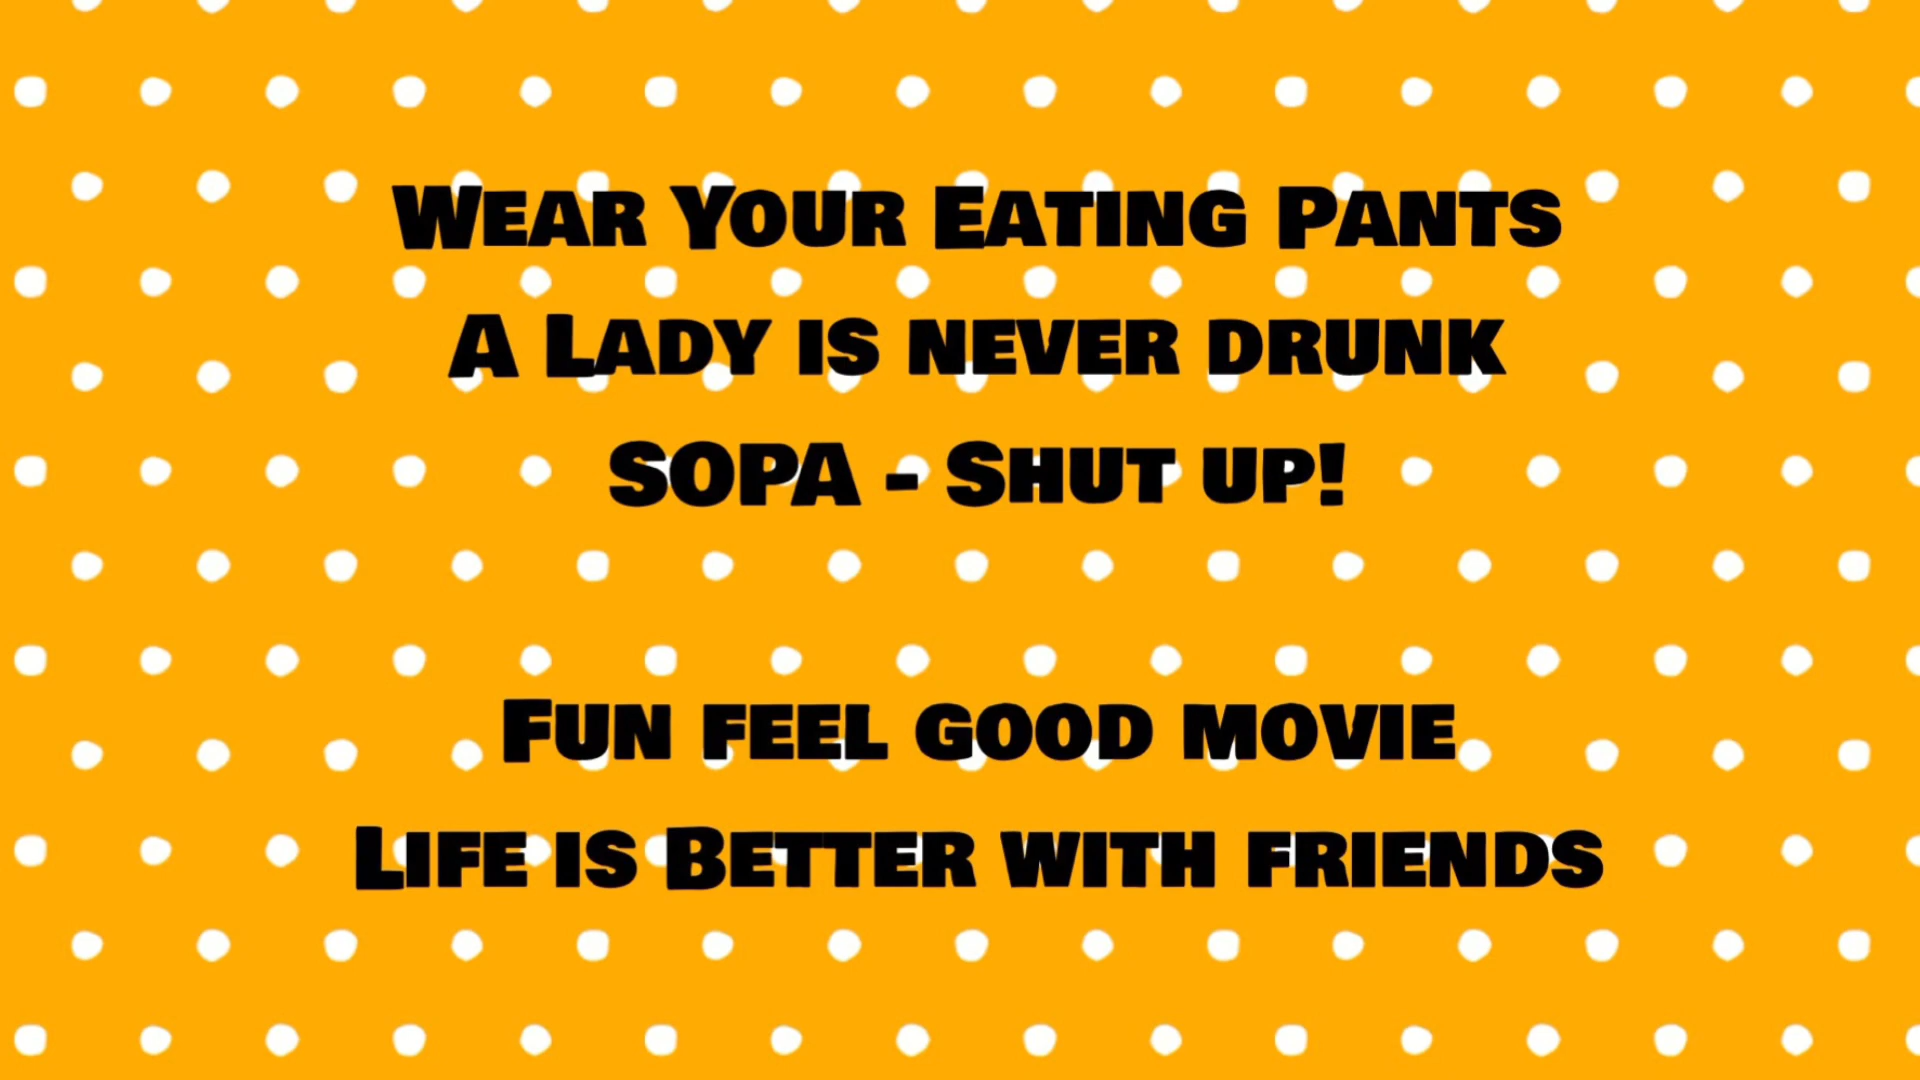 Wear Your Eating Pants
A Lady is never drunk
SOPA - Shut up!
Fun feel good movie
Life is Better with friends